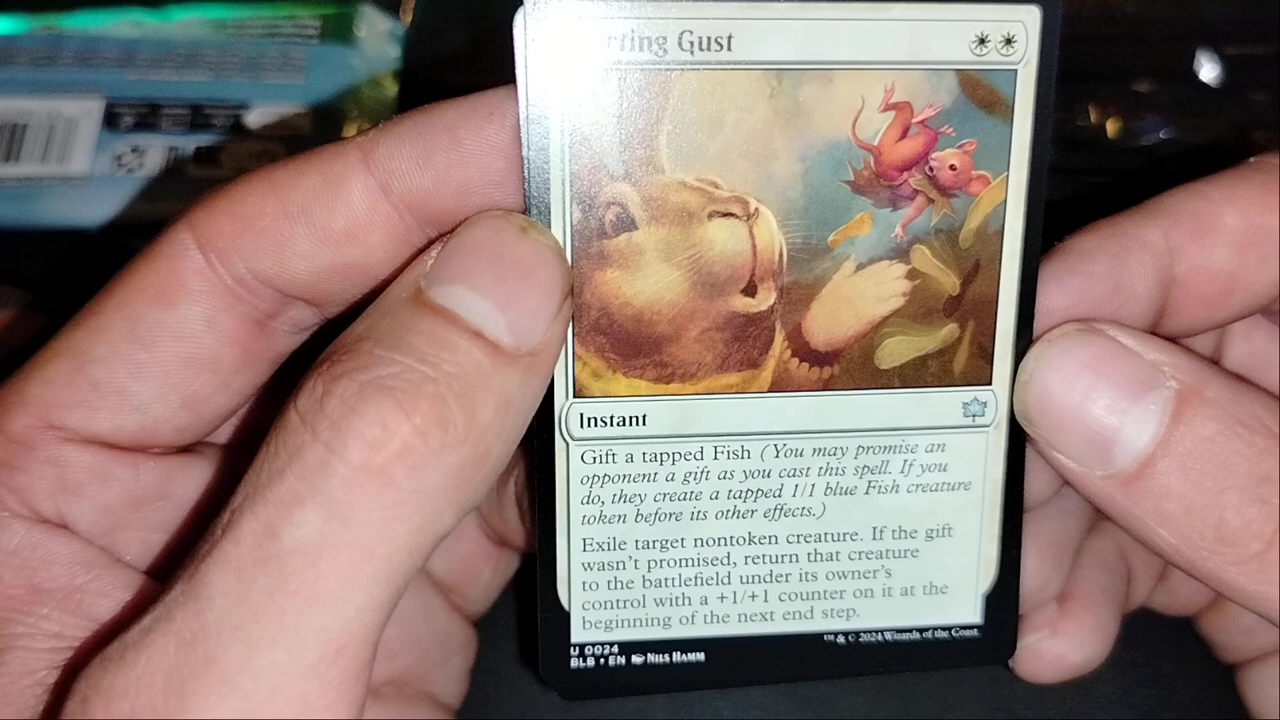 Gust
Instant
Gift a tapped Fish (You may promise an
opponent a gift as you cast this spell. If you
do, they create a tapped 1/1 blue Fish creature
token before its other effects.)
Exile target nontoken creature. If the gift
wasn't promised, return that creature
to the battlefield under its owner's
control with a +1/+1 counter on it at the
beginning of the next end step.
™ & © 2024 Wizards of the Coast
U 0024
BLB • EN Nils Hamm